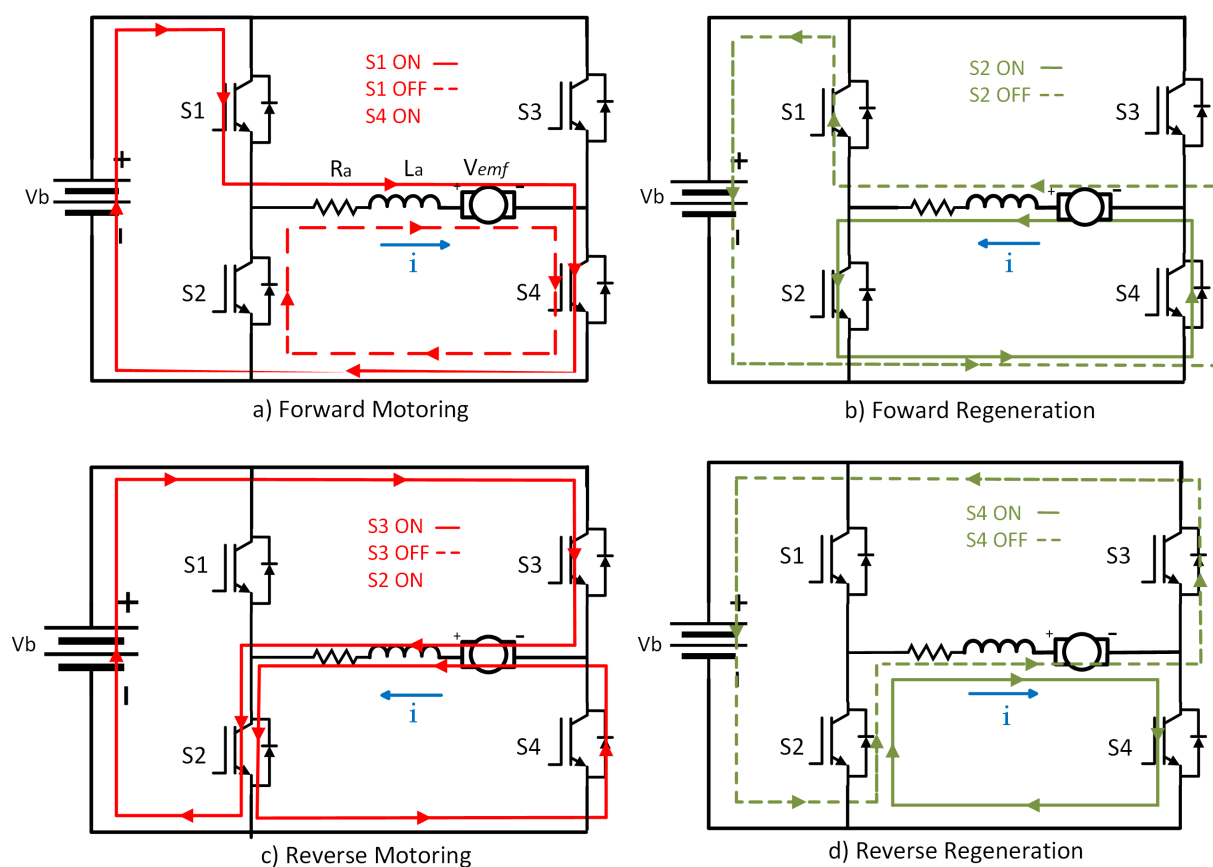 S1 ON
S1 OFF
S4 ON
S1
S3
+
Vb
Ra
La
Vemf
+
-
S2
S4
i
a) Forward Motoring
S2 ON
S2 OFF
S1
S3
+
Vb
+
-
S2
S4
i
b) Foward Regeneration
S3 ON
S3 OFF
S2 ON
S1
S3
+
Vb
+
-
S2
S4
i
c) Reverse Motoring
S4 ON
S4 OFF
S1
S3
+
Vb
+
-
S2
S4
i
d) Reverse Regeneration